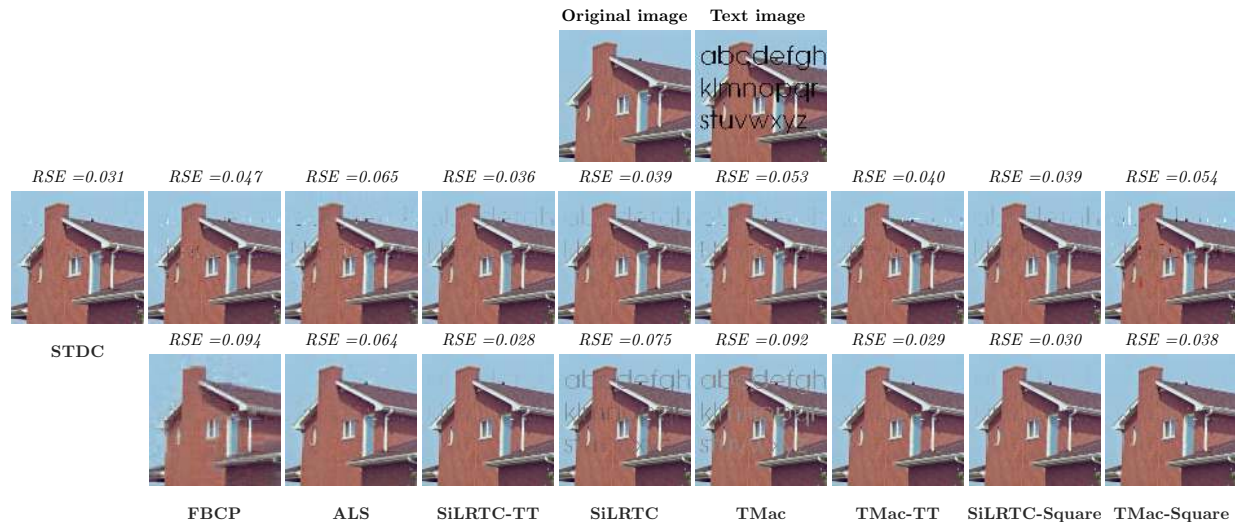 Original image Text image
abcdefgh
klmnopqr
stuvwxyz
RSE =0.031 RSE =0.047 RSE =0.065 RSE =0.036 RSE =0.039 RSE =0.053 RSE =0.040 RSE =0.039 RSE =0.054
STDC
RSE =0.094 RSE =0.064 RSE =0.028 RSE =0.075 RSE =0.092 RSE =0.029 RSE =0.030 RSE =0.038
FBCP ALS SiLRTC-TT SiLRTC TMac TMac-TT SiLRTC-Square TMac-Square